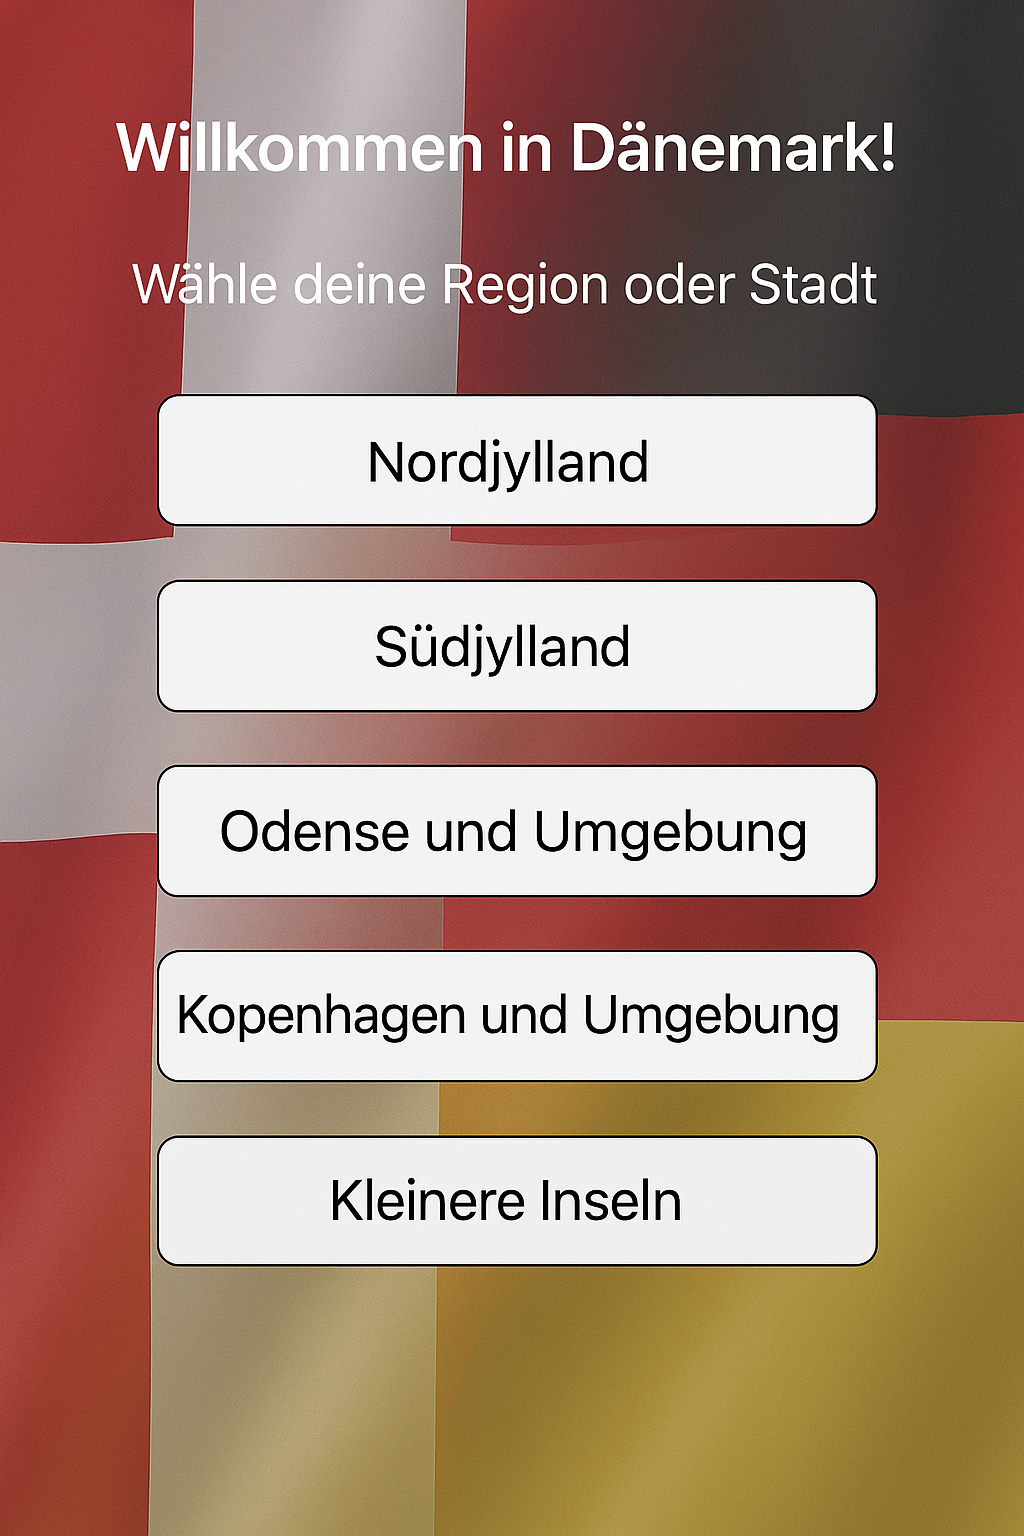 Willkommen in Dänemark!
Wähle deine Region oder Stadt
Nordjylland
Südjylland
Odense und Umgebung
Kopenhagen und Umgebung
Kleinere Inseln